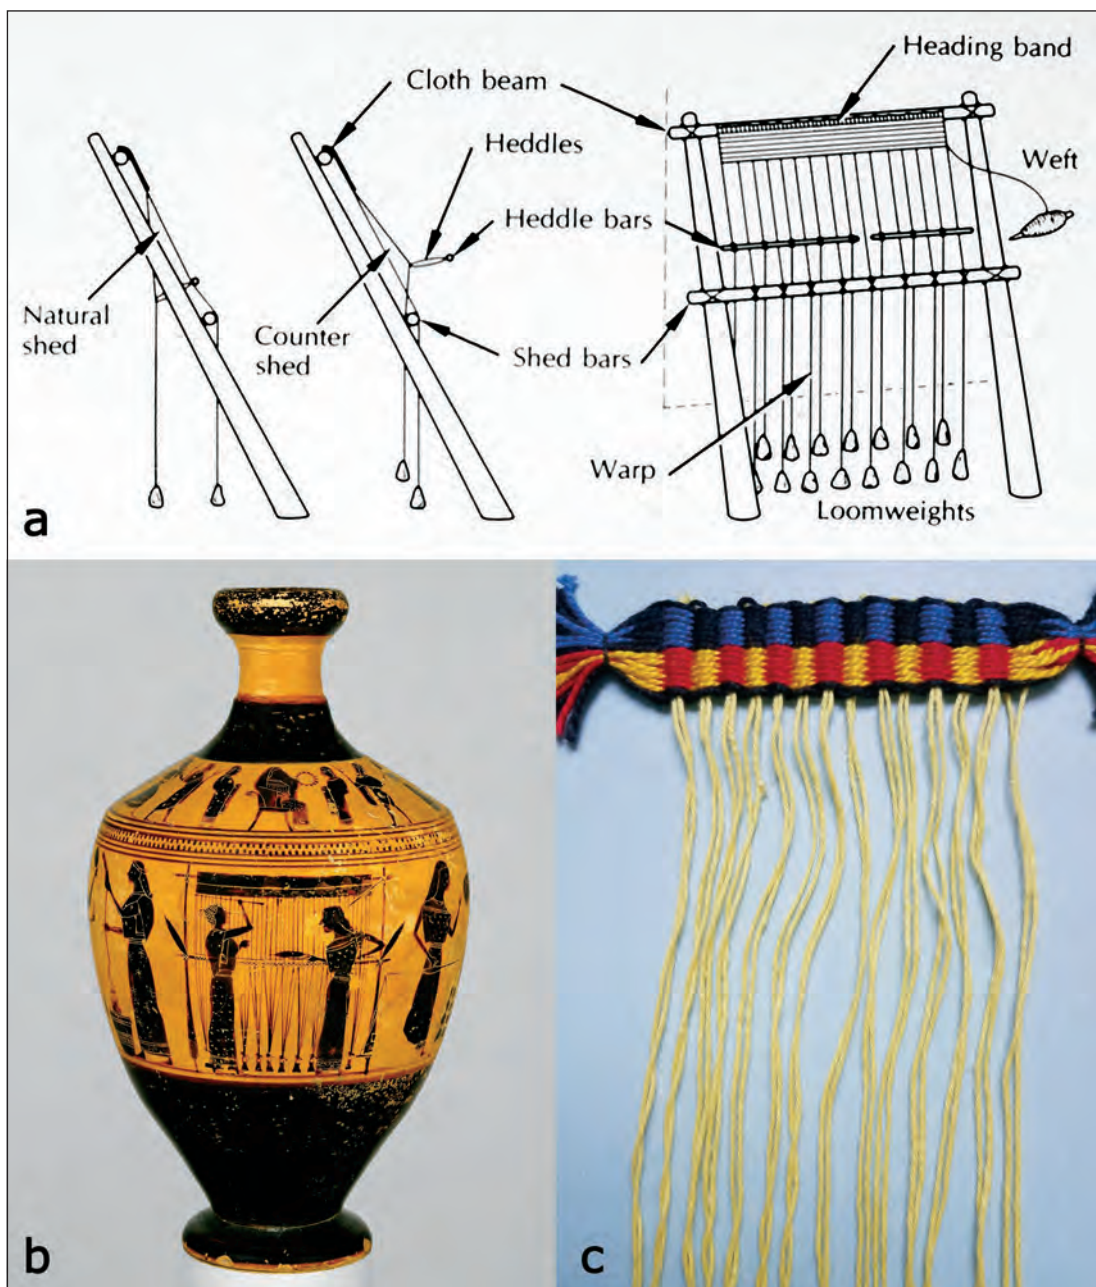 Heading band
Cloth beam
Heddles
Weft
Heddle bars
Natural
shed
Counter
shed
Shed bars
Warp
Loomweights
a
b
c